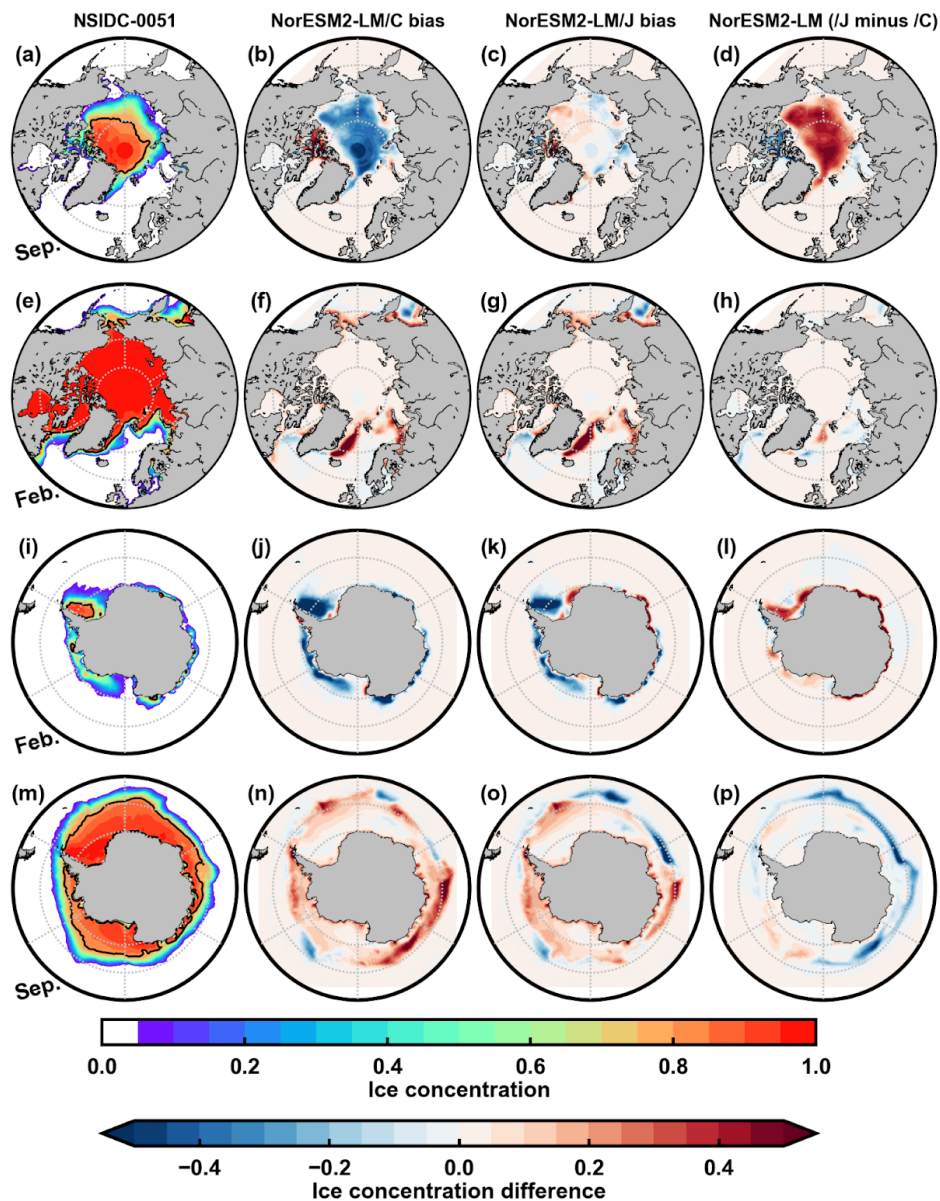 NSIDC-0051 NorESM2-LM/C bias NorESM2-LM/J bias NorESM2-LM (/J minus /C)
(a) (b) (c) (d)
Sep.
(e) (f) (g) (h)
Feb.
(i) (j) (k) (l)
Feb.
(m) (n) (o) (p)
Sep.
0.0 0.2 0.4 0.6 0.8 1.0
Ice concentration
−0.4 −0.2 0.0 0.2 0.4
Ice concentration difference